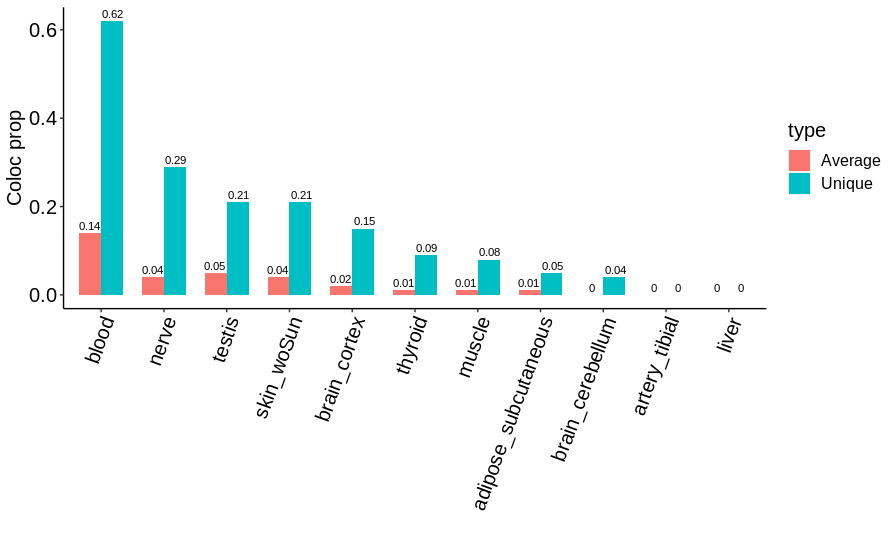 Coloc prop
0.6
0.4
0.2
0.0
0.14
0.62
0.04
0.29
0.05
0.21
0.04
0.21
0.02
0.15
0.01
0.09
0.01
0.08
0.01
0.05
0
0.04
0
0
0
0
blood
nerve
testis
skin_woSun
brain_cortex
thyroid
muscle
adipose_subcutaneous
brain_cerebellum
artery_tibial
liver
type
Average
Unique